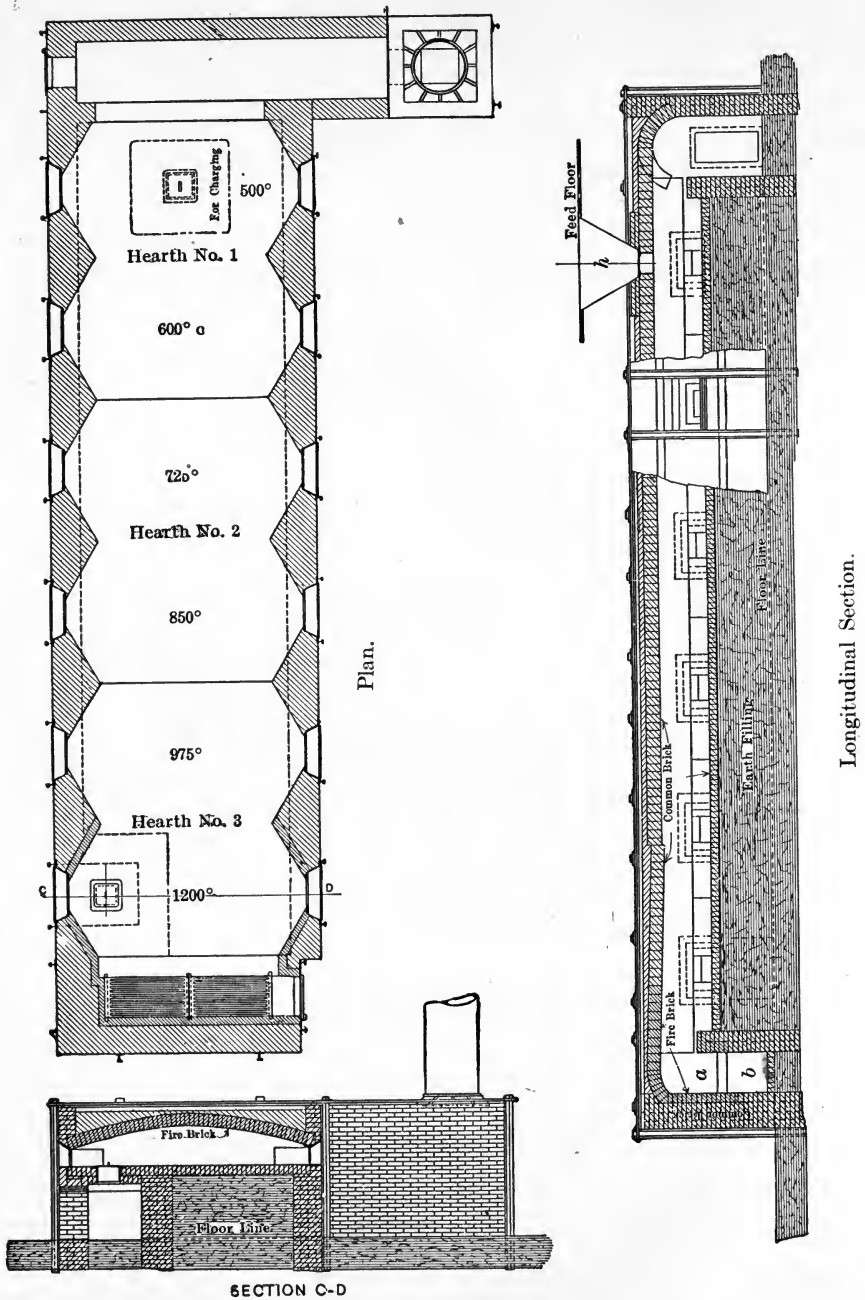 For Charging
500°
Hearth No. 1
600° C
720°
Hearth No. 2
850°
975°
Hearth No. 3
C
1200°
D
Plan.
Fire Brick
Floor Line
SECTION C-D
Feed Floor
h
Floor Line
Earth Filling
Common Brick
Fire Brick
a
b
Longitudinal Section.